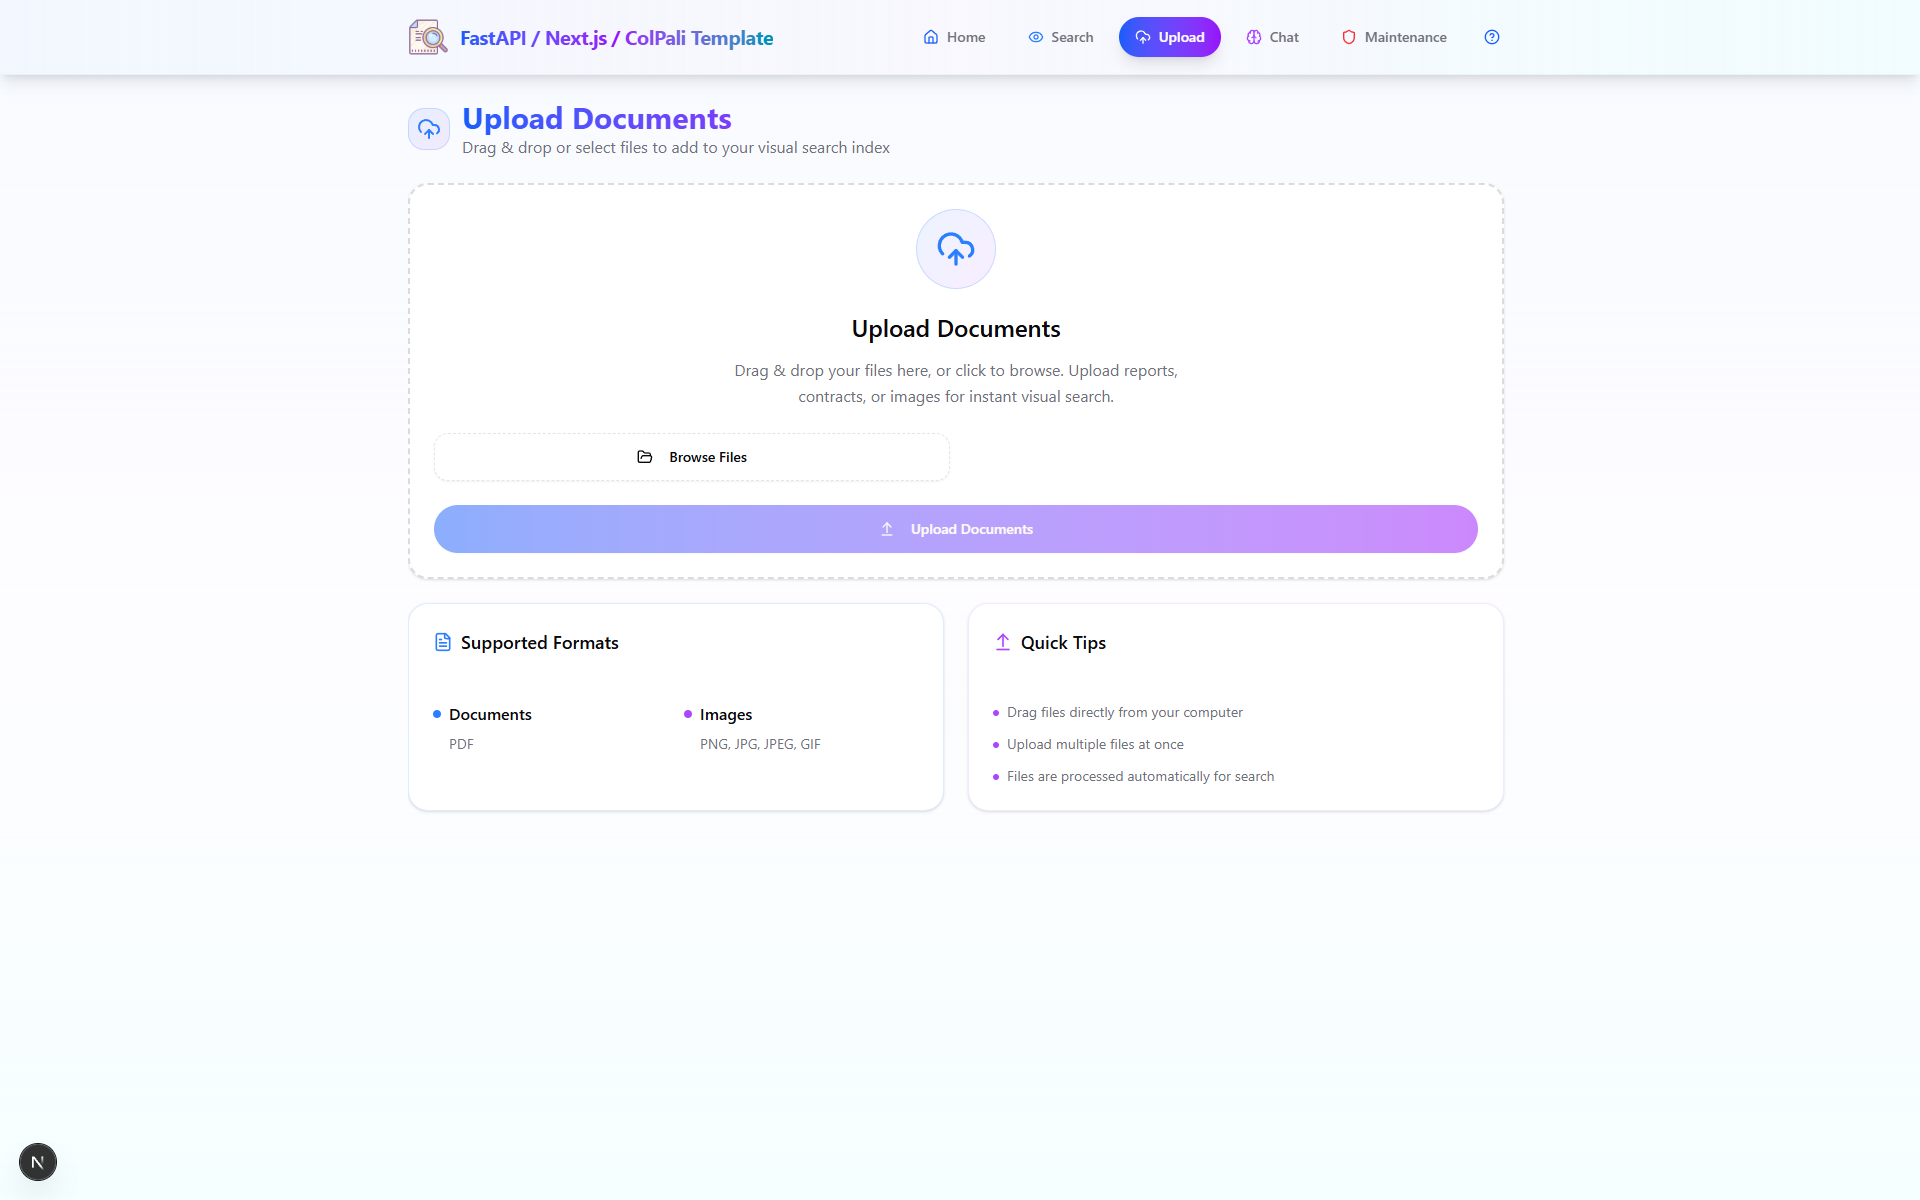 FastAPI / Next.js / ColPali Template
Home
Search
Upload
Chat
Maintenance
Upload Documents
Drag & drop or select files to add to your visual search index
Upload Documents
Drag & drop your files here, or click to browse. Upload reports,
contracts, or images for instant visual search.
Browse Files
Upload Documents
Supported Formats
Documents
PDF
Images
PNG, JPG, JPEG, GIF
Quick Tips
Drag files directly from your computer
Upload multiple files at once
Files are processed automatically for search
N